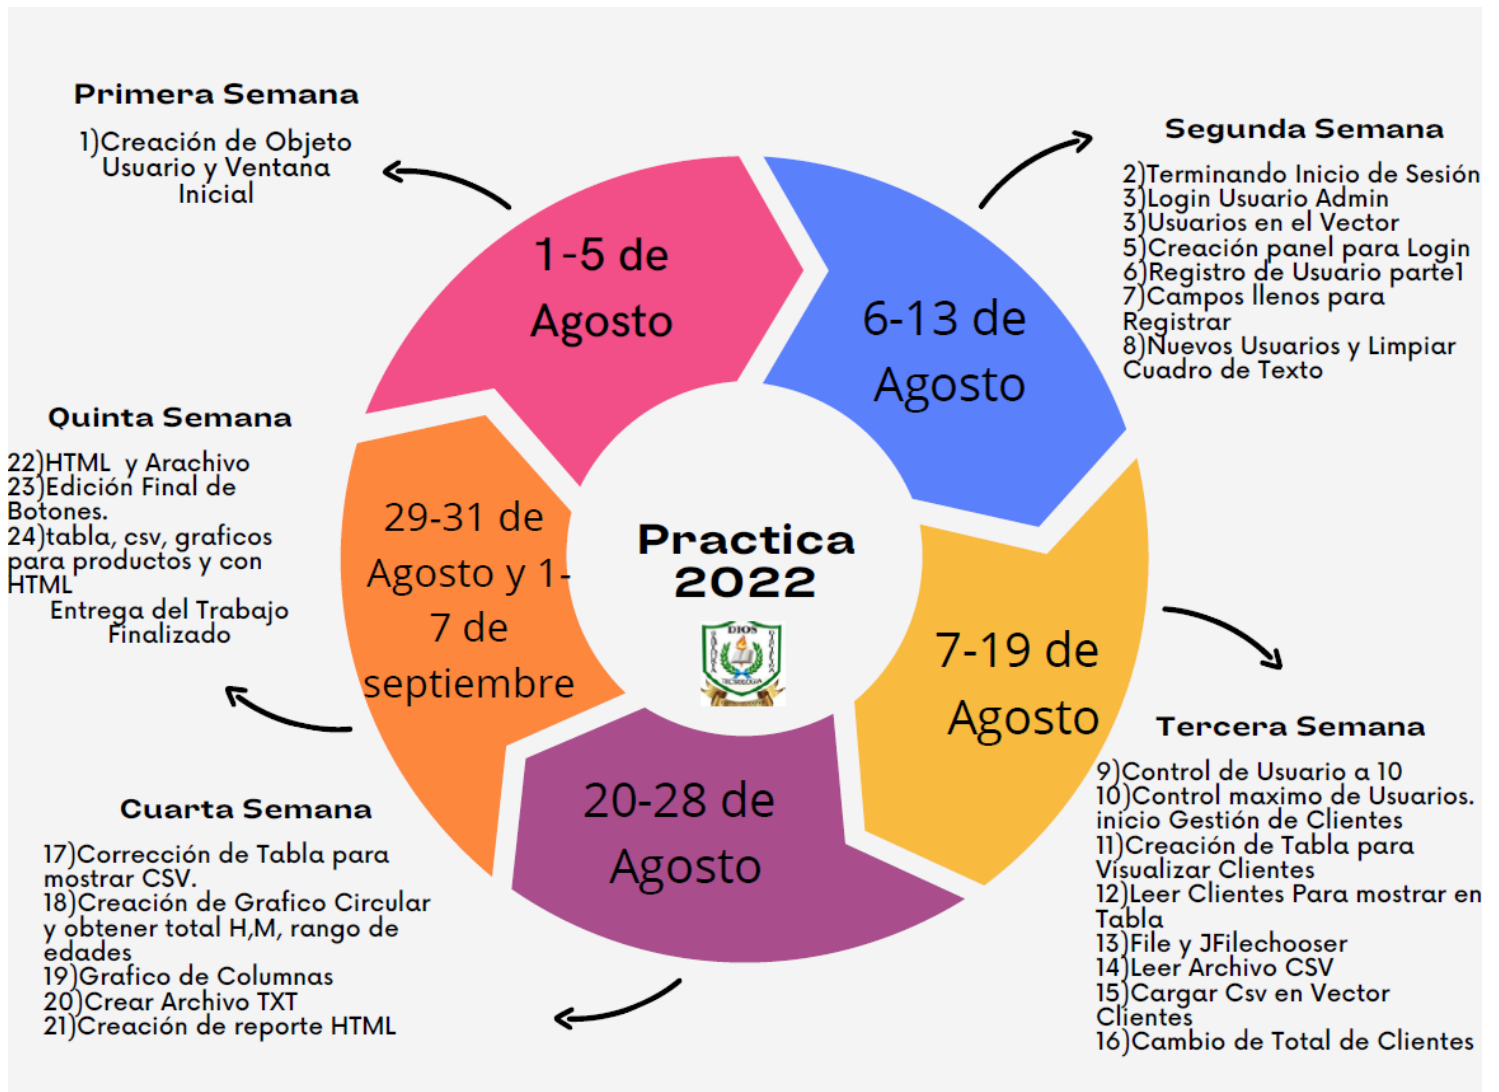 Primera Semana
1)Creación de Objeto
Usuario y Ventana
Inicial
1-5 de
Agosto
Segunda Semana
2)Terminando Inicio de Sesión
3)Login Usuario Admin
3)Usuarios en el Vector
5)Creación panel para Login
6)Registro de Usuario parte1
7)Campos llenos para
Registrar
8)Nuevos Usuarios y Limpiar
Cuadro de Texto
6-13 de
Agosto
Practica
2022
DIOS
TECNOLOGIA
7-19 de
Agosto
Tercera Semana
9)Control de Usuario a 10
10)Control maximo de Usuarios.
inicio Gestión de Clientes
11)Creación de Tabla para
Visualizar Clientes
12)Leer Clientes Para mostrar en
Tabla
13)File y JFilechooser
14)Leer Archivo CSV
15)Cargar Csv en Vector
Clientes
16)Cambio de Total de Clientes
20-28 de
Agosto
Cuarta Semana
17)Corrección de Tabla para
mostrar CSV.
18)Creación de Grafico Circular
y obtener total H,M, rango de
edades
19)Grafico de Columnas
20)Crear Archivo TXT
21)Creación de reporte HTML
29-31 de
Agosto y 1-
7 de
septiembre
Quinta Semana
22)HTML y Arachivo
23)Edición Final de
Botones.
24)tabla, csv, graficos
para productos y con
HTML
Entrega del Trabajo
Finalizado